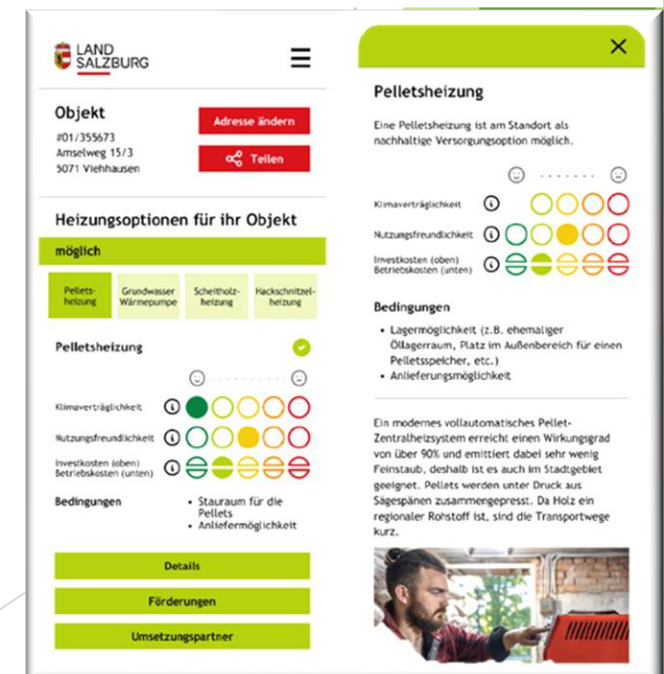 LAND
SALZBURG
Objekt
#01/355673
Amselweg 15/3
5071 Viehhausen
Adresse ändern
Teilen
Heizungsoptionen für ihr Objekt
möglich
Pellets-
heizung
Grundwasser
Wärmepumpe
Scheitholz-
heizung
Hackschnitzel-
heizung
Pelletsheizung
Klimaverträglichkeit
Nutzungsfreundlichkeit
Investkosten (oben)
Betriebskosten (unten)
Bedingungen
• Stauraum für die
Pellets
• Anliefermöglichkeit
Details
Förderungen
Umsetzungspartner
Pelletsheizung
Eine Pelletsheizung ist am Standort als
nachhaltige Versorgungsoption möglich.
Klimaverträglichkeit
Nutzungsfreundlichkeit
Investkosten (oben)
Betriebskosten (unten)
Bedingungen
• Lagermöglichkeit (z.B. ehemaliger
Öllagerraum, Platz im Außenbereich für einen
Pelletsspeicher, etc.)
• Anlieferungsmöglichkeit
Ein modernes vollautomatisches Pellet-
Zentralheizsystem erreicht einen Wirkungsgrad
von über 90% und emittiert dabei sehr wenig
Feinstaub, deshalb ist es auch im Stadtgebiet
geeignet. Pellets werden unter Druck aus
Sägespänen zusammengepresst. Da Holz ein
regionaler Rohstoff ist, sind die Transportwege
kurz.